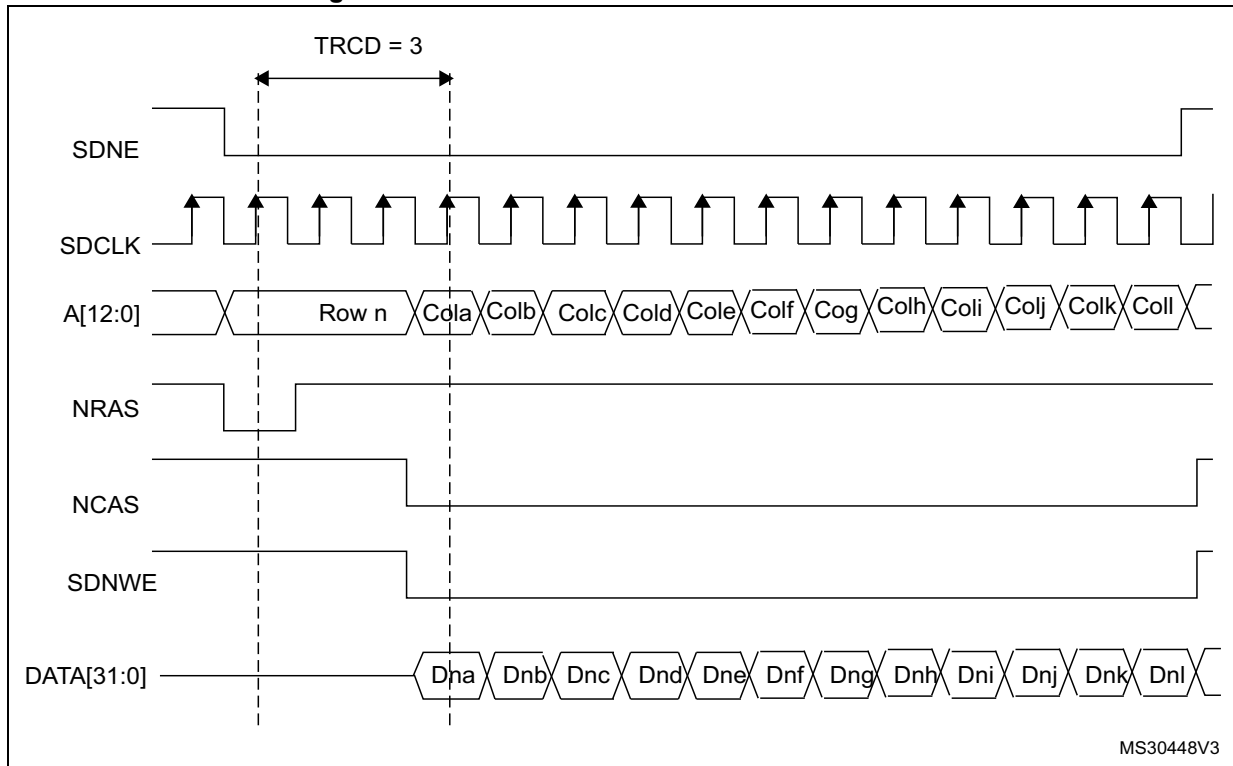 TRCD = 3
SDNE
SDCLK
A[12:0] Row n Cola Colb Colc Cold Cole Colf Cog Colh Coli Colj Colk Coll
NRAS
NCAS
SDNWE
DATA[31:0] Dna Dnb Dnc Dnd Dne Dnf Dng Dnh Dni Dnj Dnk Dnl
MS30448V3